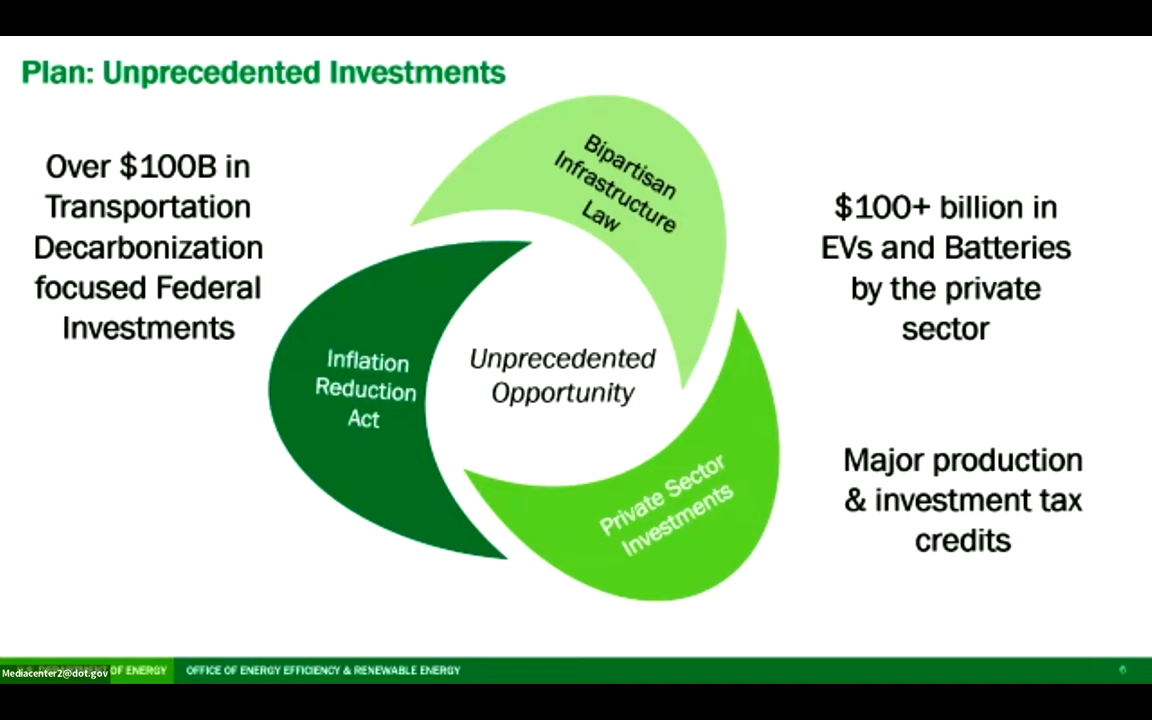 Plan: Unprecedented Investments
Over $100B in
Transportation
Decarbonization
focused Federal
Investments
Bipartisan
Infrastructure
Law
$100+ billion in
EVs and Batteries
by the private
sector
Inflation
Reduction
Act
Unprecedented
Opportunity
Private Sector
Investments
Major production
& investment tax
credits
U.S. DEPARTMENT OF ENERGY
OFFICE OF ENERGY EFFICIENCY & RENEWABLE ENERGY
6
Mediacenter2@dot.gov